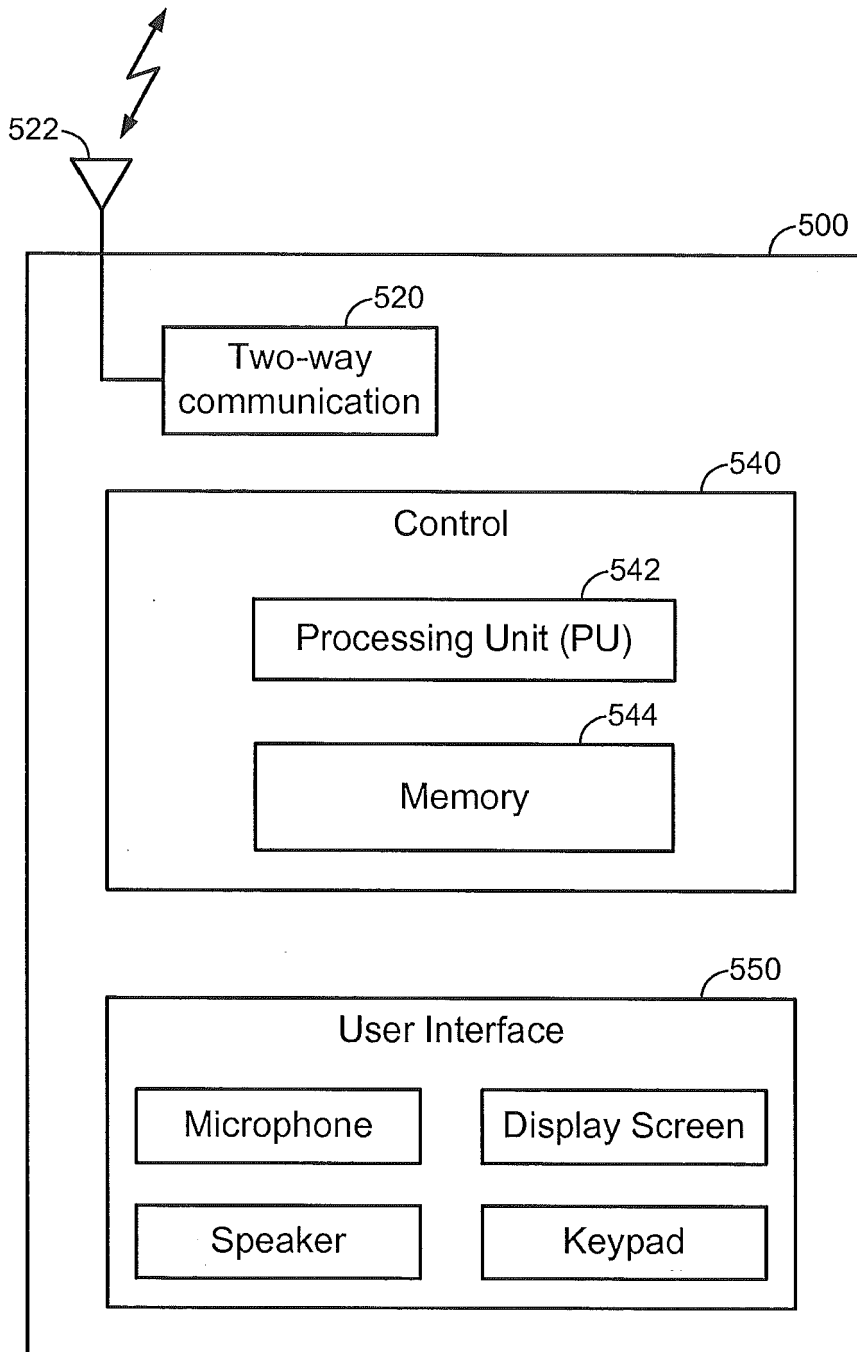 522
500
520
Two-way
communication
540
Control
542
Processing Unit (PU)
544
Memory
550
User Interface
Microphone
Display Screen
Speaker
Keypad